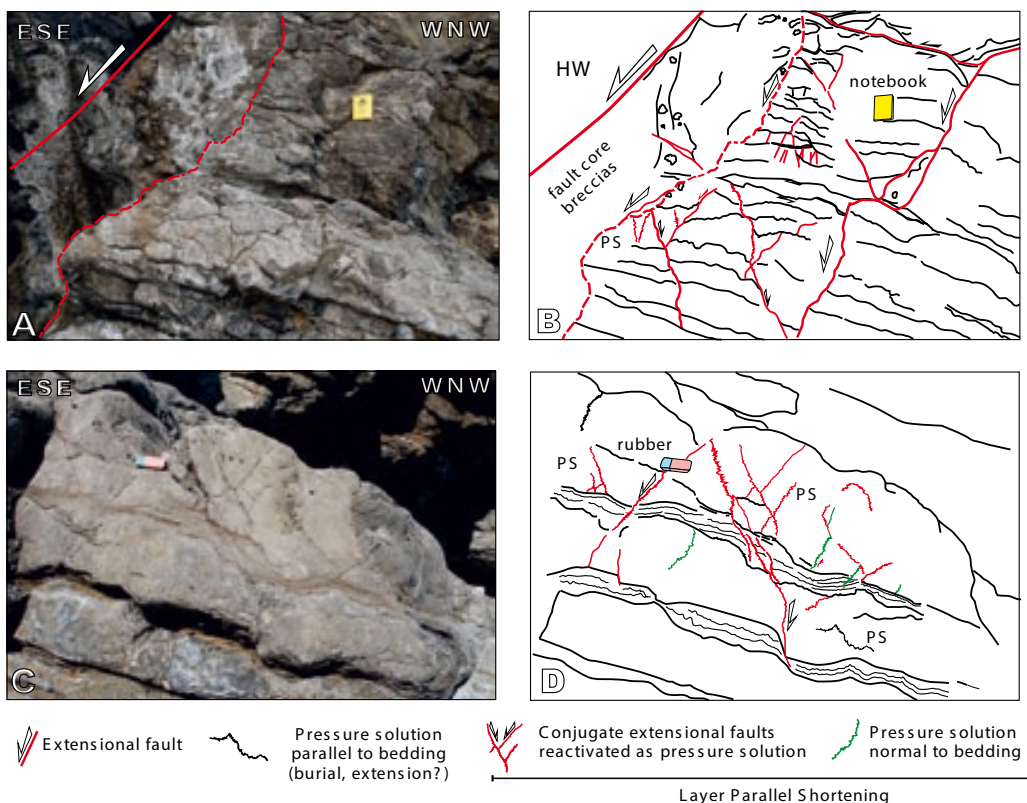 ESE
WNW
A
HW
notebook
fault core
breccias
PS
B
ESE
WNW
C
rubber
PS
PS
PS
D
Extensional fault
Pressure solution
parallel to bedding
(burial, extension?)
Conjugate extensional faults
reactivated as pressure solution
Pressure solution
normal to bedding
Layer Parallel Shortening